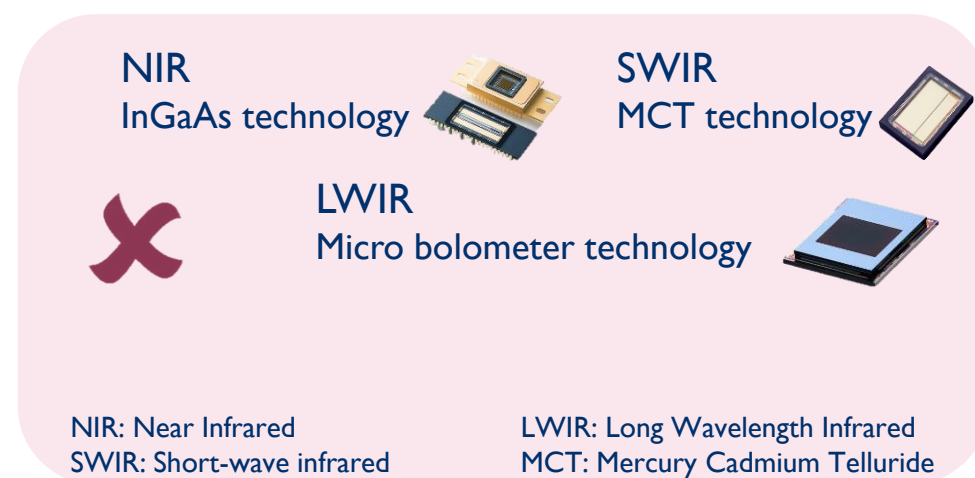 NIR
InGaAs technology
SWIR
MCT technology
LWIR
Micro bolometer technology
NIR: Near Infrared
SWIR: Short-wave infrared
LWIR: Long Wavelength Infrared
MCT: Mercury Cadmium Telluride